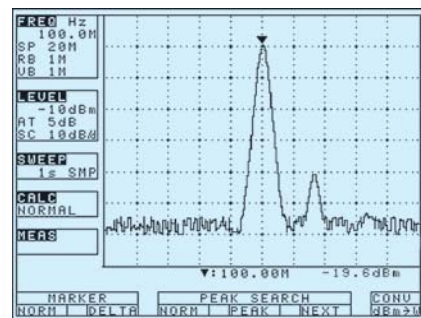 FREQ Hz
100.0M
SP 20M
RB 1M
VB 1M
LEVEL
-10dBm
AT 5dB
SC 10dB/d
SWEEP
1s SMP
CALC
NORMAL
MEAS
▼:100.00M -19.6dBm
MARKER
NORM DELTA
PEAK SEARCH
NORM PEAK NEXT
CONV
dBm→W